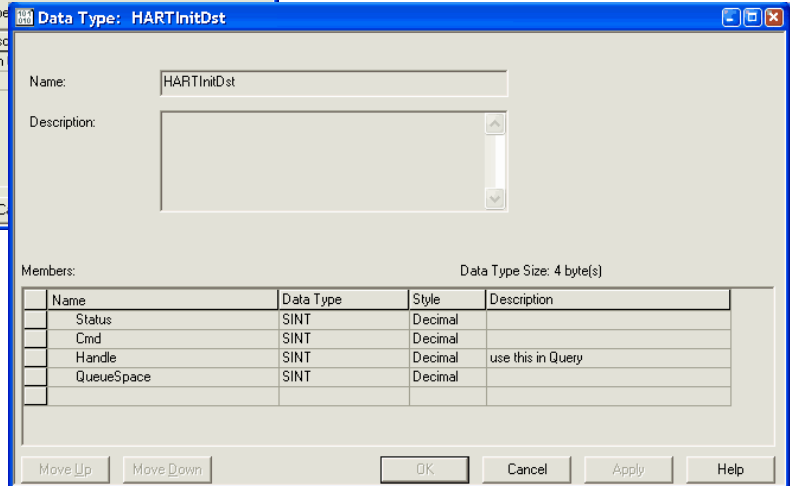 Data Type: HARTInitDst
Name: HARTInitDst
Description:
Members: Data Type Size: 4 byte(s)
Name Data Type Style Description
Status SINT Decimal
Cmd SINT Decimal
Handle SINT Decimal use this in Query
QueueSpace SINT Decimal
Move Up Move Down OK Cancel Apply Help